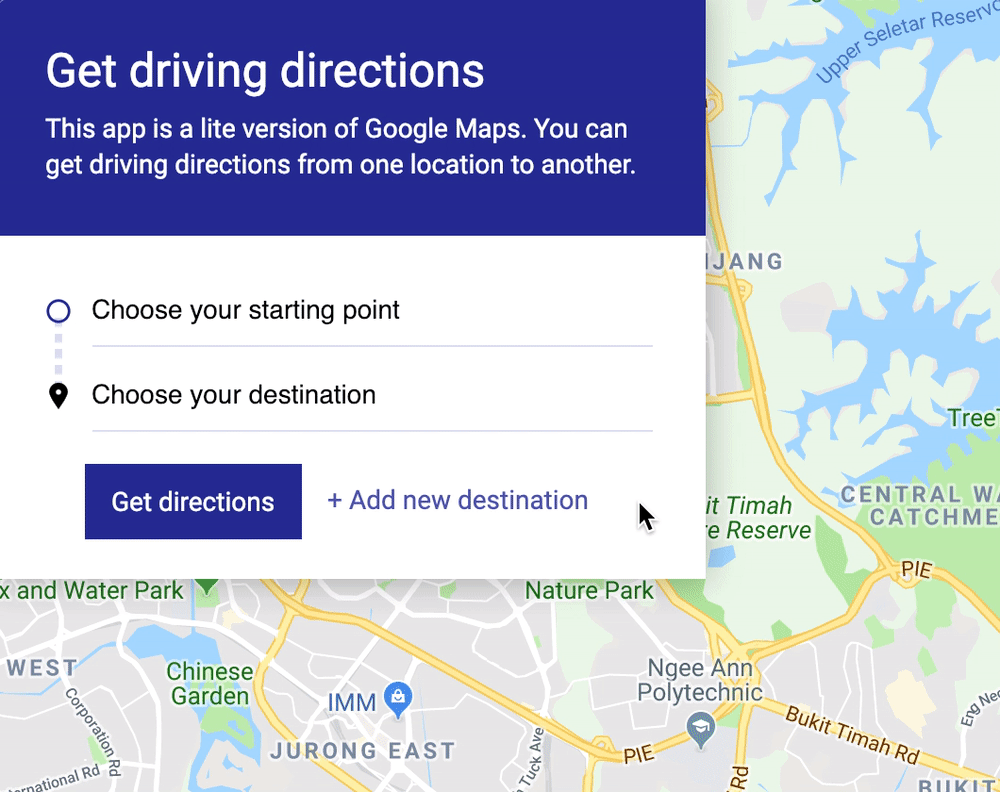 Get driving directions
This app is a lite version of Google Maps. You can
get driving directions from one location to another.
Choose your starting point
Choose your destination
Get directions
+ Add new destination
Upper Seletar Reservo
JANG
TreeT
CENTRAL WA
CATCHME
it Timah
e Reserve
PIE
x and Water Park
Nature Park
WEST
Chinese
Garden
IMM
Ngee Ann
Polytechnic
Corporation Rd
JURONG EAST
PIE
Bukit Timah Rd
Eng Neo
Tuck Ave
ernational Rd
Rd
BUKIT